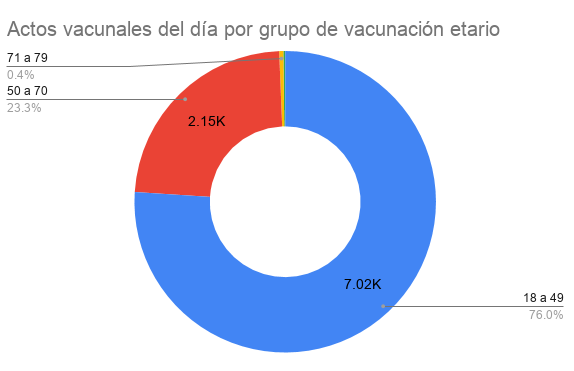 Actos vacunales del día por grupo de vacunación etario
71 a 79
0.4%
50 a 70
23.3%
2.15K
7.02K
18 a 49
76.0%